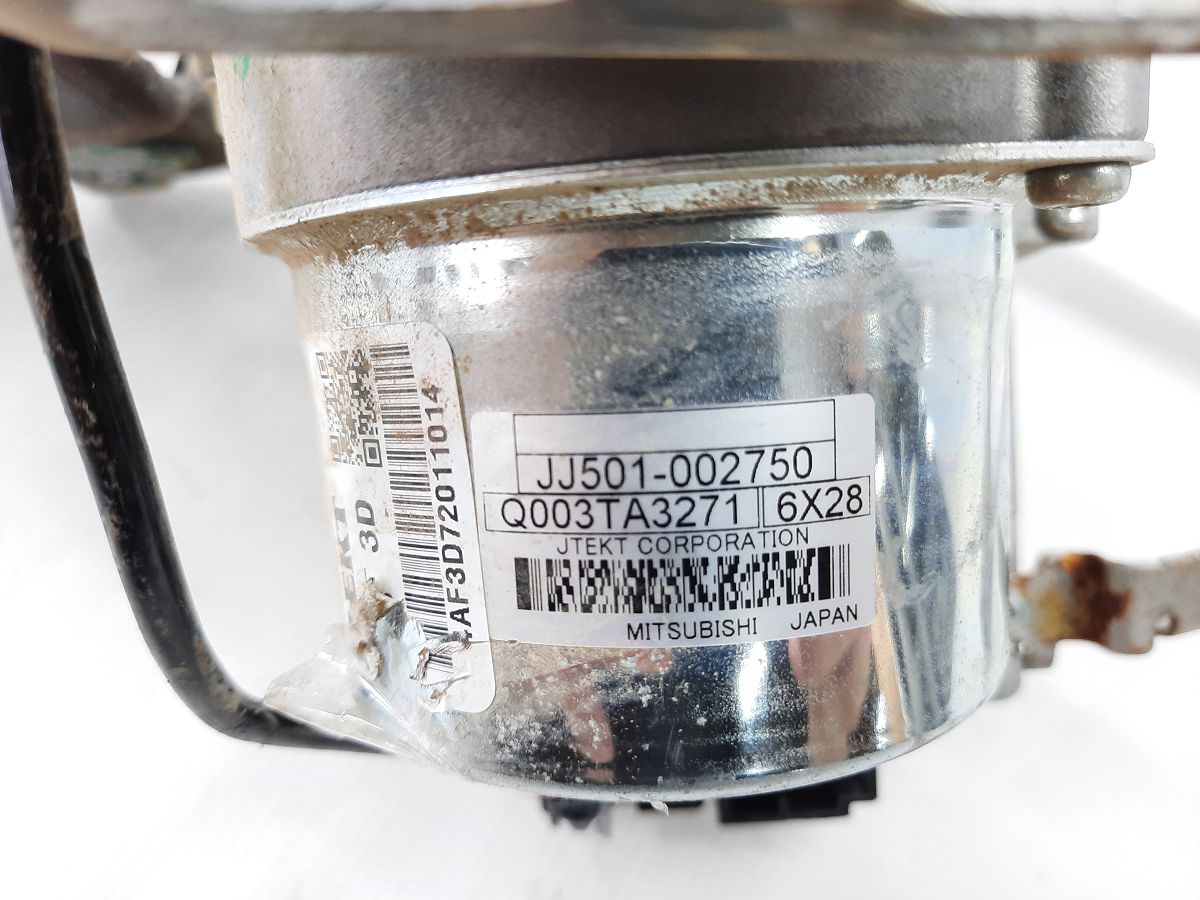 JJ501-002750
Q003TA3271 6X28
JTEKT CORPORATION
MITSUBISHI JAPAN
3D
AF3D72011014